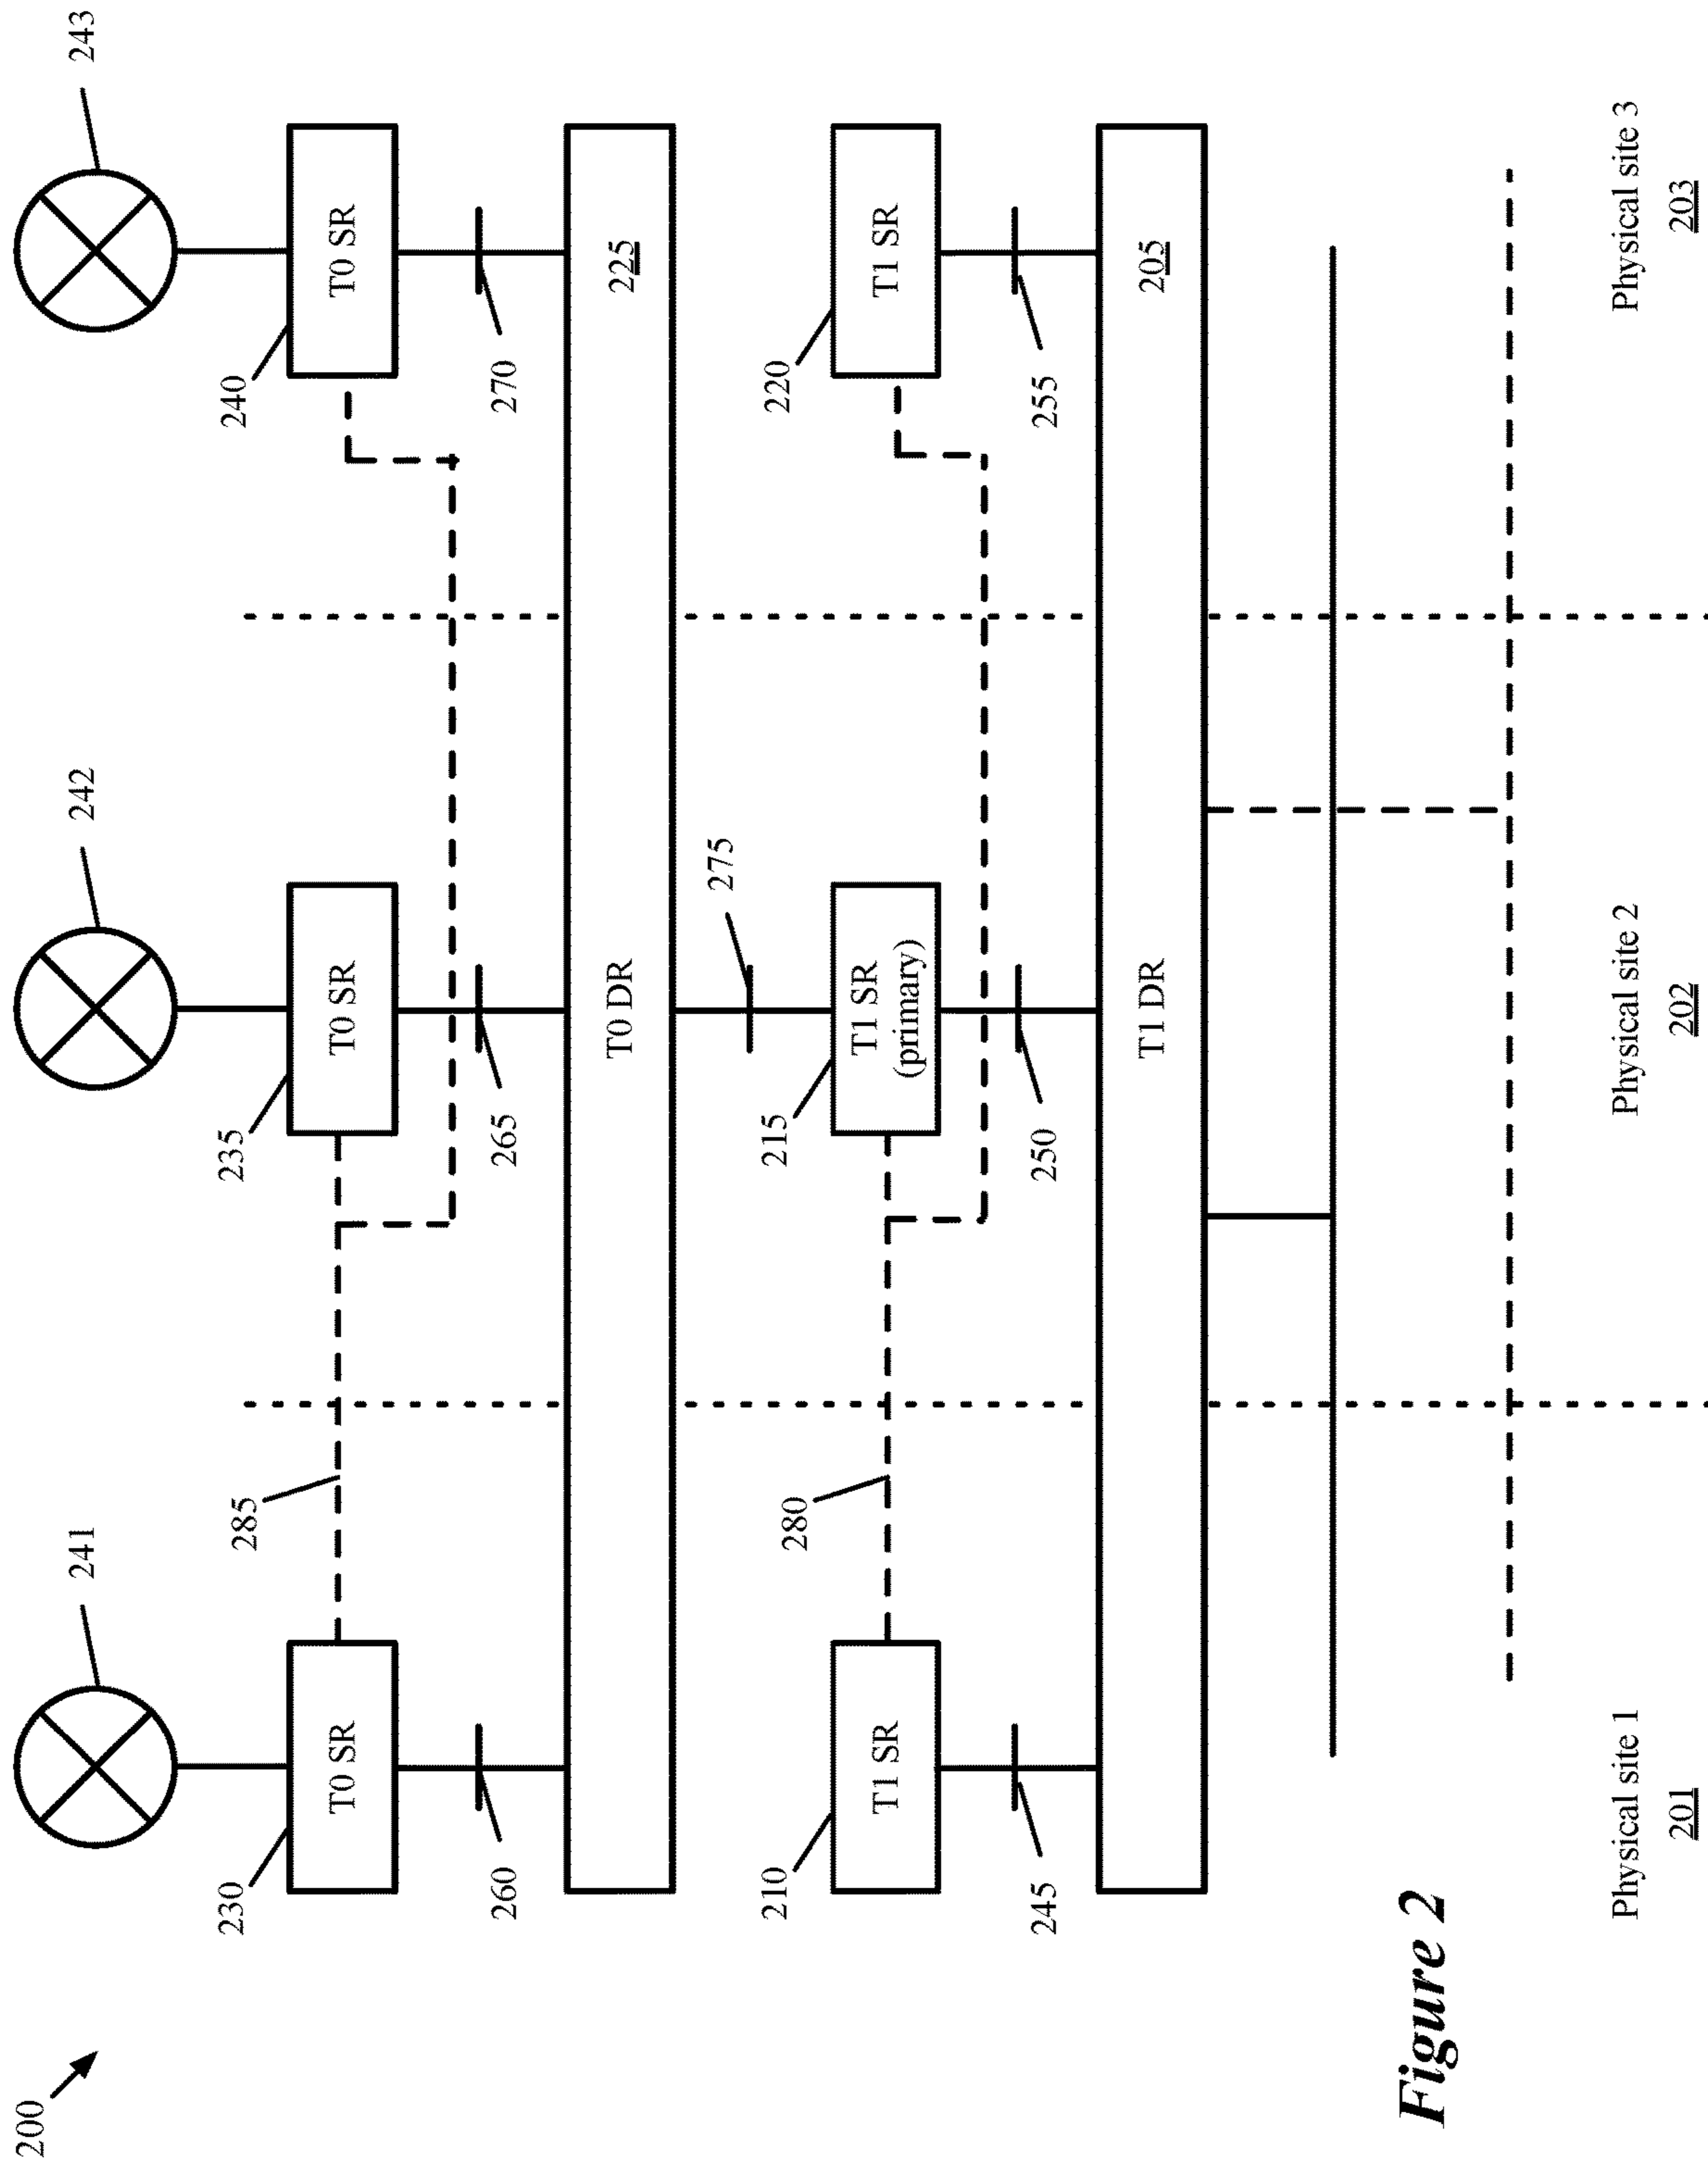 200
241
242
243
230
T0 SR
235
T0 SR
240
T0 SR
285
260
265
270
T0 DR
225
275
210
T1 SR
215
T1 SR
(primary)
220
T1 SR
280
245
250
255
T1 DR
205
Figure 2
Physical site 1
201
Physical site 2
202
Physical site 3
203